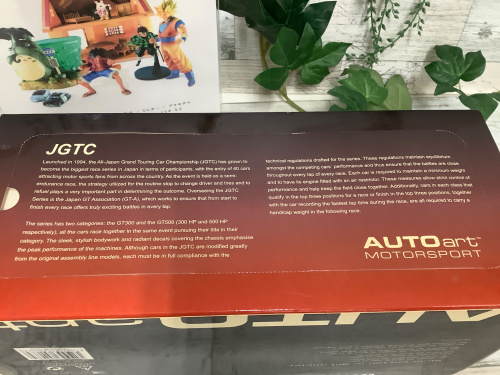 JGTC
Launched in 1994, the All-Japan Grand Touring Car Championship (JGTC) has grown to
become the biggest race series in Japan in terms of participants, with the entry of 40 cars
attracting motor sports fans from across the country. As the event is held as a semi-
endurance race, the strategy utilized for the routine stop to change driver and tires and to
refuel plays a very important part in determining the outcome. Overseeing the JGTC
Series is the Japan GT Association (GT-A), which works to ensure that from start to
finish every race offers truly exciting battles in every lap.
The series has two categories: the GT300 and the GT500 (300 HP and 500 HP
respectively), all the cars race together in the same event pursuing their title in their
category. The sleek, stylish bodywork and radiant decals covering the chassis emphasise
the peak performance of the machines. Although cars in the JGTC are modified greatly
from the original assembly line models, each must be in full compliance with the
technical regulations drafted for the series. These regulations maintain equilibrium
amongst the competing cars' performance and thus ensure that the battles are close
throughout every lap of every race. Each car is required to maintain a minimum weight
and to have its engine fitted with an air restrictor. These measures allow strict control of
performance and help keep the field close together. Additionally, cars in each class that
qualify in the top three positions for a race or finish in the top three positions, together
with the car recording the fastest lap times during the race, are all required to carry a
handicap weight in the following race.
AUTOart™
MOTORSPORT